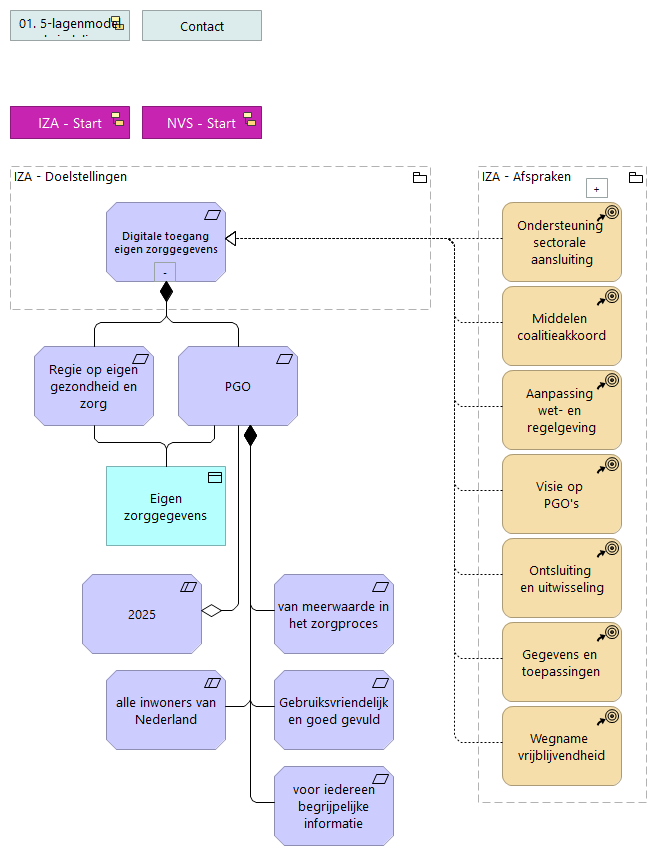 01. 5-lagenmodel
Contact
IZA - Start
NVS - Start
IZA - Doelstellingen
IZA - Afspraken
+
Digitale toegang
eigen zorggegevens
-
Ondersteuning
sectorale
aansluiting
Middelen
coalitieakkoord
Regie op eigen
gezondheid en
zorg
PGO
Aanpassing
wet- en
regelgeving
Eigen
zorggegevens
Visie op
PGO's
2025
van meerwaarde in
het zorgproces
Ontsluiting
en uitwisseling
alle inwoners van
Nederland
Gebruiksvriendelijk
en goed gevuld
Gegevens en
toepassingen
Wegname
vrijblijvendheid
voor iedereen
begrijpelijke
informatie